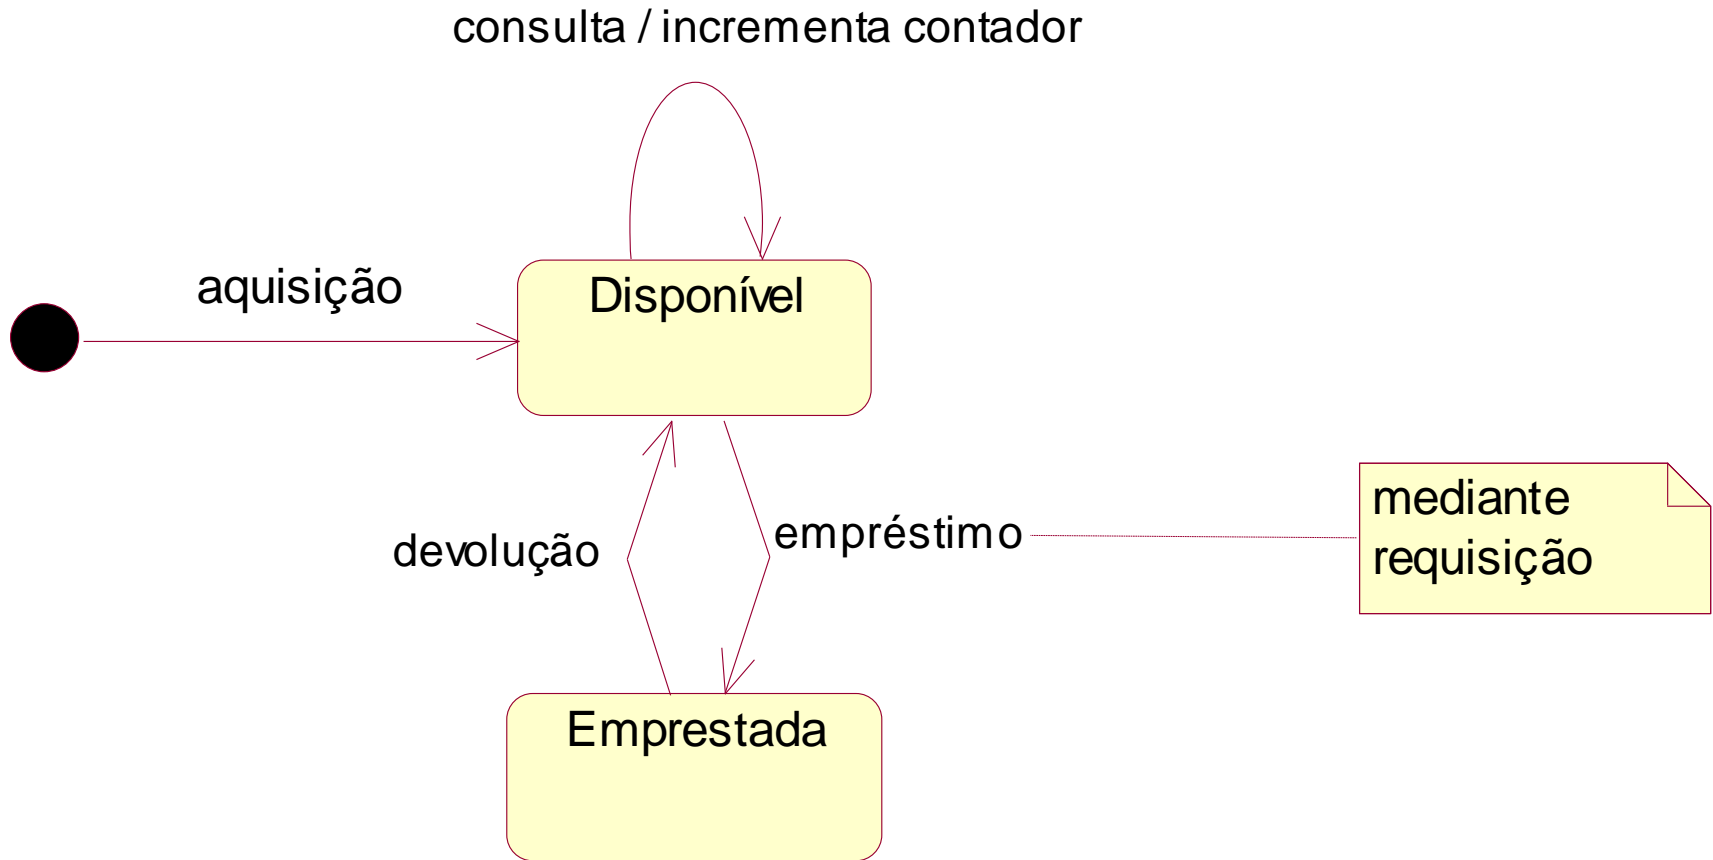 consulta / incrementa contador
aquisição
Disponível
devolução
empréstimo
mediante
requisição
Emprestada